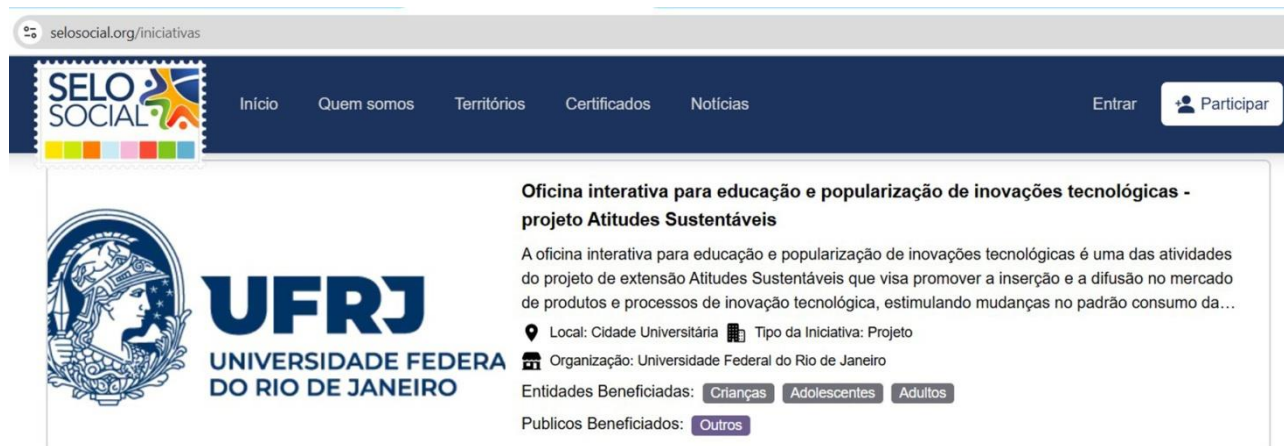 selosocial.org/iniciativas
SELO
SOCIAL
Início Quem somos Territórios Certificados Notícias Entrar Participar
Oficina interativa para educação e popularização de inovações tecnológicas -
projeto Atitudes Sustentáveis
A oficina interativa para educação e popularização de inovações tecnológicas é uma das atividades
do projeto de extensão Atitudes Sustentáveis que visa promover a inserção e a difusão no mercado
de produtos e processos de inovação tecnológica, estimulando mudanças no padrão consumo da…
Local: Cidade Universitária Tipo da Iniciativa: Projeto
Organização: Universidade Federal do Rio de Janeiro
Entidades Beneficiadas: Crianças Adolescentes Adultos
Publicos Beneficiados: Outros
UFRJ
UNIVERSIDADE FEDERA
DO RIO DE JANEIRO